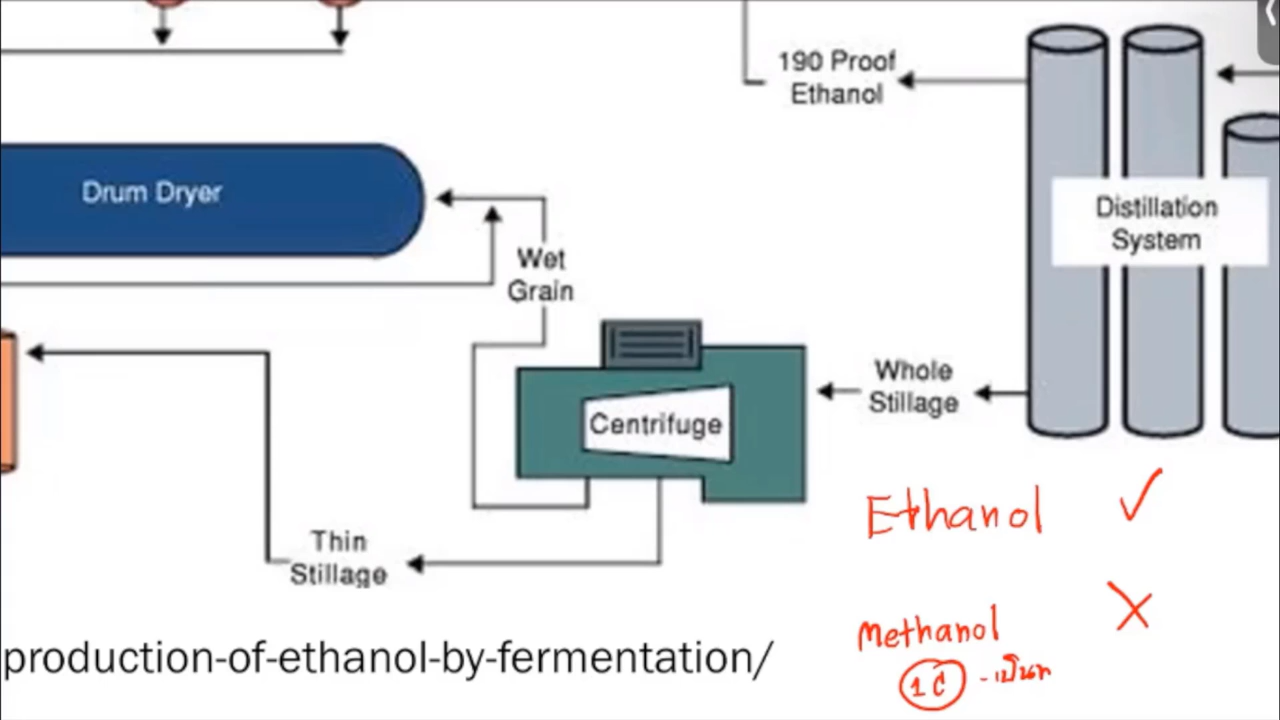 190 Proof
Ethanol
Drum Dryer
Distillation
System
Wet
Grain
Whole
Stillage
Centrifuge
Ethanol ✓
Thin
Stillage
Methanol ✗
production-of-ethanol-by-fermentation/
1C